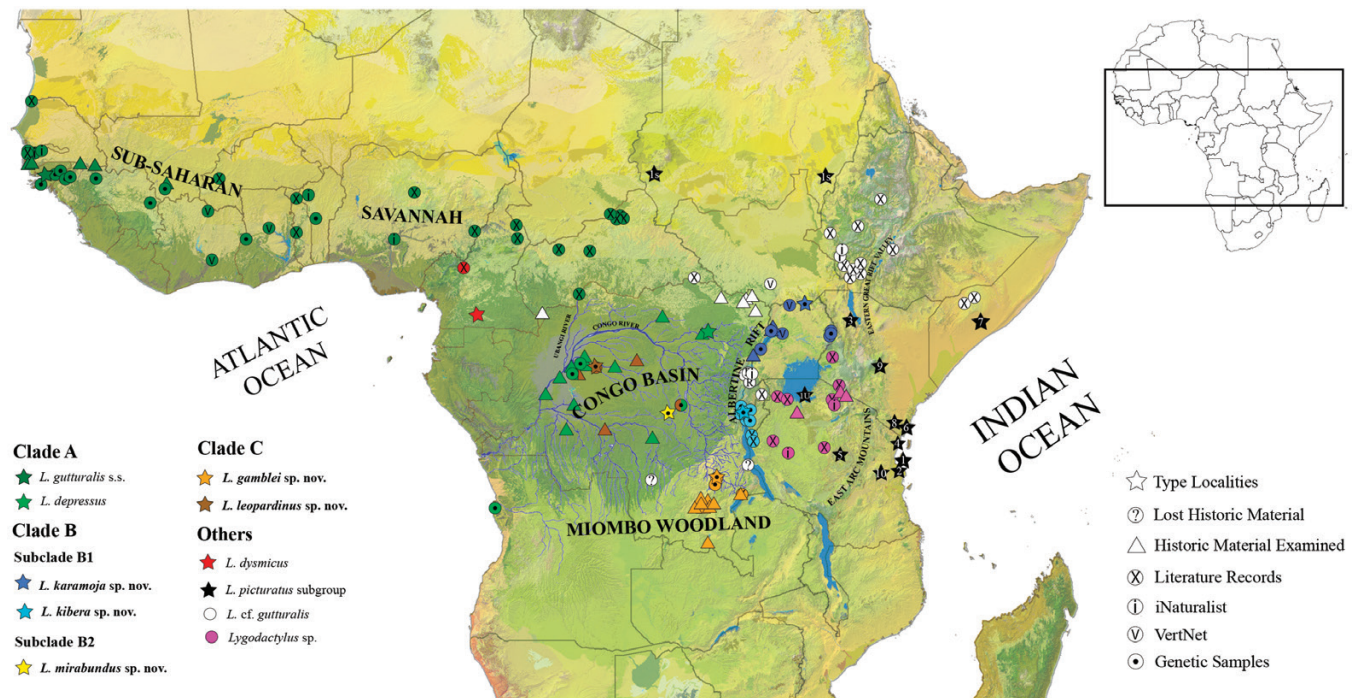 SUB-SAHARAN
SAVANNAH
ATLANTIC
OCEAN
UBANGI RIVER
CONGO RIVER
CONGO BASIN
ALBERTINE RIFT
EASTERN GREAT RIFT VALLEY
EAST ARC MOUNTAINS
MIOMBO WOODLAND
INDIAN
OCEAN
Clade A
L. gutturalis s.s.
L. depressus
Clade B
Subclade B1
L. karamoja sp. nov.
L. kibera sp. nov.
Subclade B2
L. mirabundus sp. nov.
Clade C
L. gamblei sp. nov.
L. leopardinus sp. nov.
Others
L. dysmicus
L. picturatus subgroup
L. cf. gutturalis
Lygodactylus sp.
Type Localities
? Lost Historic Material
Historic Material Examined
X Literature Records
i iNaturalist
V VertNet
Genetic Samples